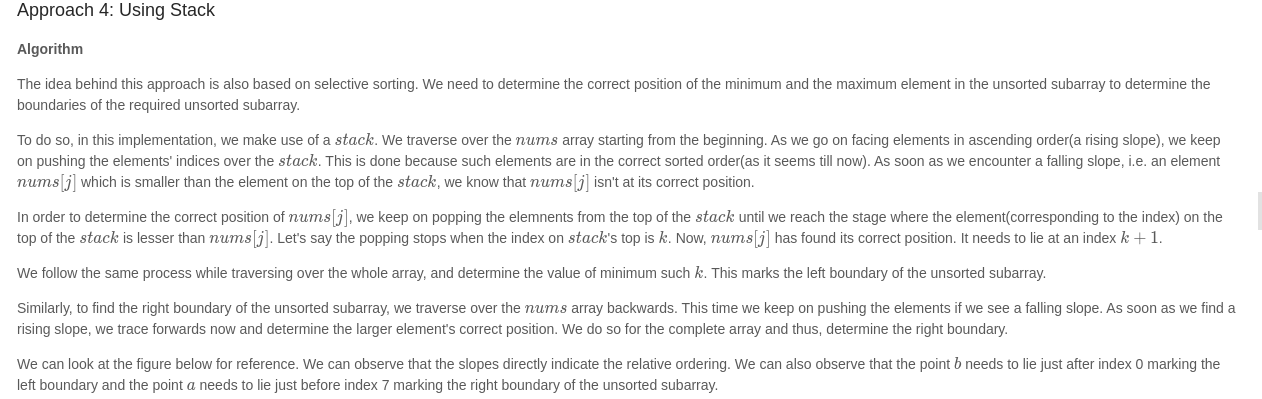 Approach 4: Using Stack
Algorithm
The idea behind this approach is also based on selective sorting. We need to determine the correct position of the minimum and the maximum element in the unsorted subarray to determine the
boundaries of the required unsorted subarray.
To do so, in this implementation, we make use of a stack. We traverse over the nums array starting from the beginning. As we go on facing elements in ascending order(a rising slope), we keep
on pushing the elements' indices over the stack. This is done because such elements are in the correct sorted order(as it seems till now). As soon as we encounter a falling slope, i.e. an element
nums[j] which is smaller than the element on the top of the stack, we know that nums[j] isn't at its correct position.
In order to determine the correct position of nums[j], we keep on popping the elemnents from the top of the stack until we reach the stage where the element(corresponding to the index) on the
top of the stack is lesser than nums[j]. Let's say the popping stops when the index on stack's top is k. Now, nums[j] has found its correct position. It needs to lie at an index k + 1.
We follow the same process while traversing over the whole array, and determine the value of minimum such k. This marks the left boundary of the unsorted subarray.
Similarly, to find the right boundary of the unsorted subarray, we traverse over the nums array backwards. This time we keep on pushing the elements if we see a falling slope. As soon as we find a
rising slope, we trace forwards now and determine the larger element's correct position. We do so for the complete array and thus, determine the right boundary.
We can look at the figure below for reference. We can observe that the slopes directly indicate the relative ordering. We can also observe that the point b needs to lie just after index 0 marking the
left boundary and the point a needs to lie just before index 7 marking the right boundary of the unsorted subarray.